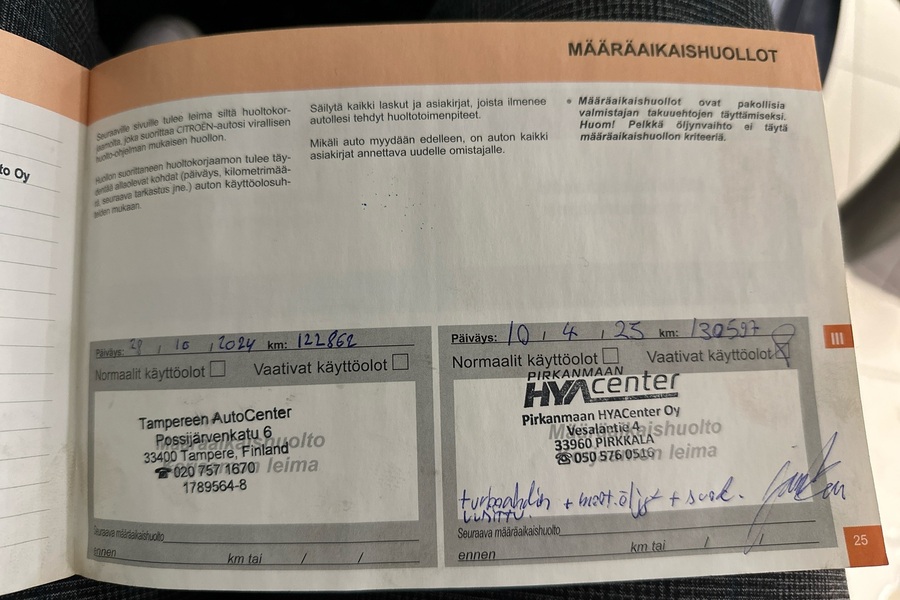 to Oy
MÄÄRÄAIKAISHUOLLOT
Seuraaville sivuille tulee leima siltä huoltokor-
jaamolta, joka suorittaa CITROËN-autosi virallisen
huolto-ohjelman mukaisen huollon.
Huollon suorittaneen huoltokorjaamon tulee täy-
dentää allaolevat kohdat (päiväys, kilometrimää-
rä, seuraava tarkastus jne.) auton käyttöolosuh-
teiden mukaan.
Säilytä kaikki laskut ja asiakirjat, joista ilmenee
autollesi tehdyt huoltotoimenpiteet.
Mikäli auto myydään edelleen, on auton kaikki
asiakirjat annettava uudelle omistajalle.
• Määräaikaishuollot ovat pakollisia
valmistajan takuuehtojen täyttämiseksi.
Huom! Pelkkä öljynvaihto ei täytä
määräaikaishuollon kriteeriä.
Päiväys: 29 , 10 , 2024 km: 122862
Normaalit käyttöolot Vaativat käyttöolot
Määräaikaishuolto
leima
Tampereen AutoCenter
Possijärvenkatu 6
33400 Tampere, Finland
☎ 020 757 1670
1789564-8
Seuraava määräaikaishuolto
ennen km tai / /
Päiväys: 10 , 4 , 25 km: 130597
Normaalit käyttöolot Vaativat käyttöolot
PIRKANMAAN
HYAcenter
Pirkanmaan HYACenter Oy
Vesalantie 4
33960 PIRKKALA
☎ 050 576 0516
Määräaikaishuolto
leima
turboahdin + moot.öljyt + suod.
UUSITTU
Seuraava määräaikaishuolto
ennen km tai / /
III
25